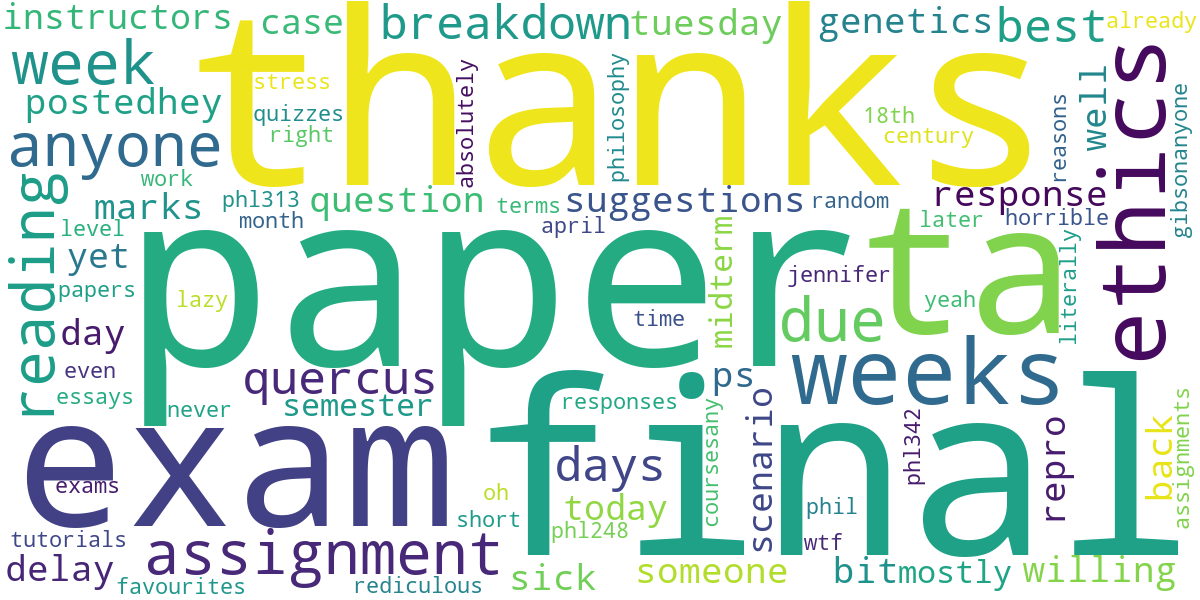 instructors
case
breakdown
tuesday
genetics
best
already
thanks
week
stress
absolutely
philosophy
ethics
well
reasons
gibsonanyone
postedhey
quizzes
right
18th
century
anyone
work
reading
marks
phl313
month
question
terms
suggestions
april
random
response
later
horrible
level
yet
paper
ta
midterm
jennifer
literally
papers
lazy
time
yeah
due
day
even
essays
never
quercus
semester
weeks
ps
final
responses
scenario
coursesany
phl342
repro
back
assignments
exam
exams
days
oh
short
today
phl248
phil
wtf
tutorials
assignment
delay
favourites
rediculous
sick
someone
bit
mostly
willing